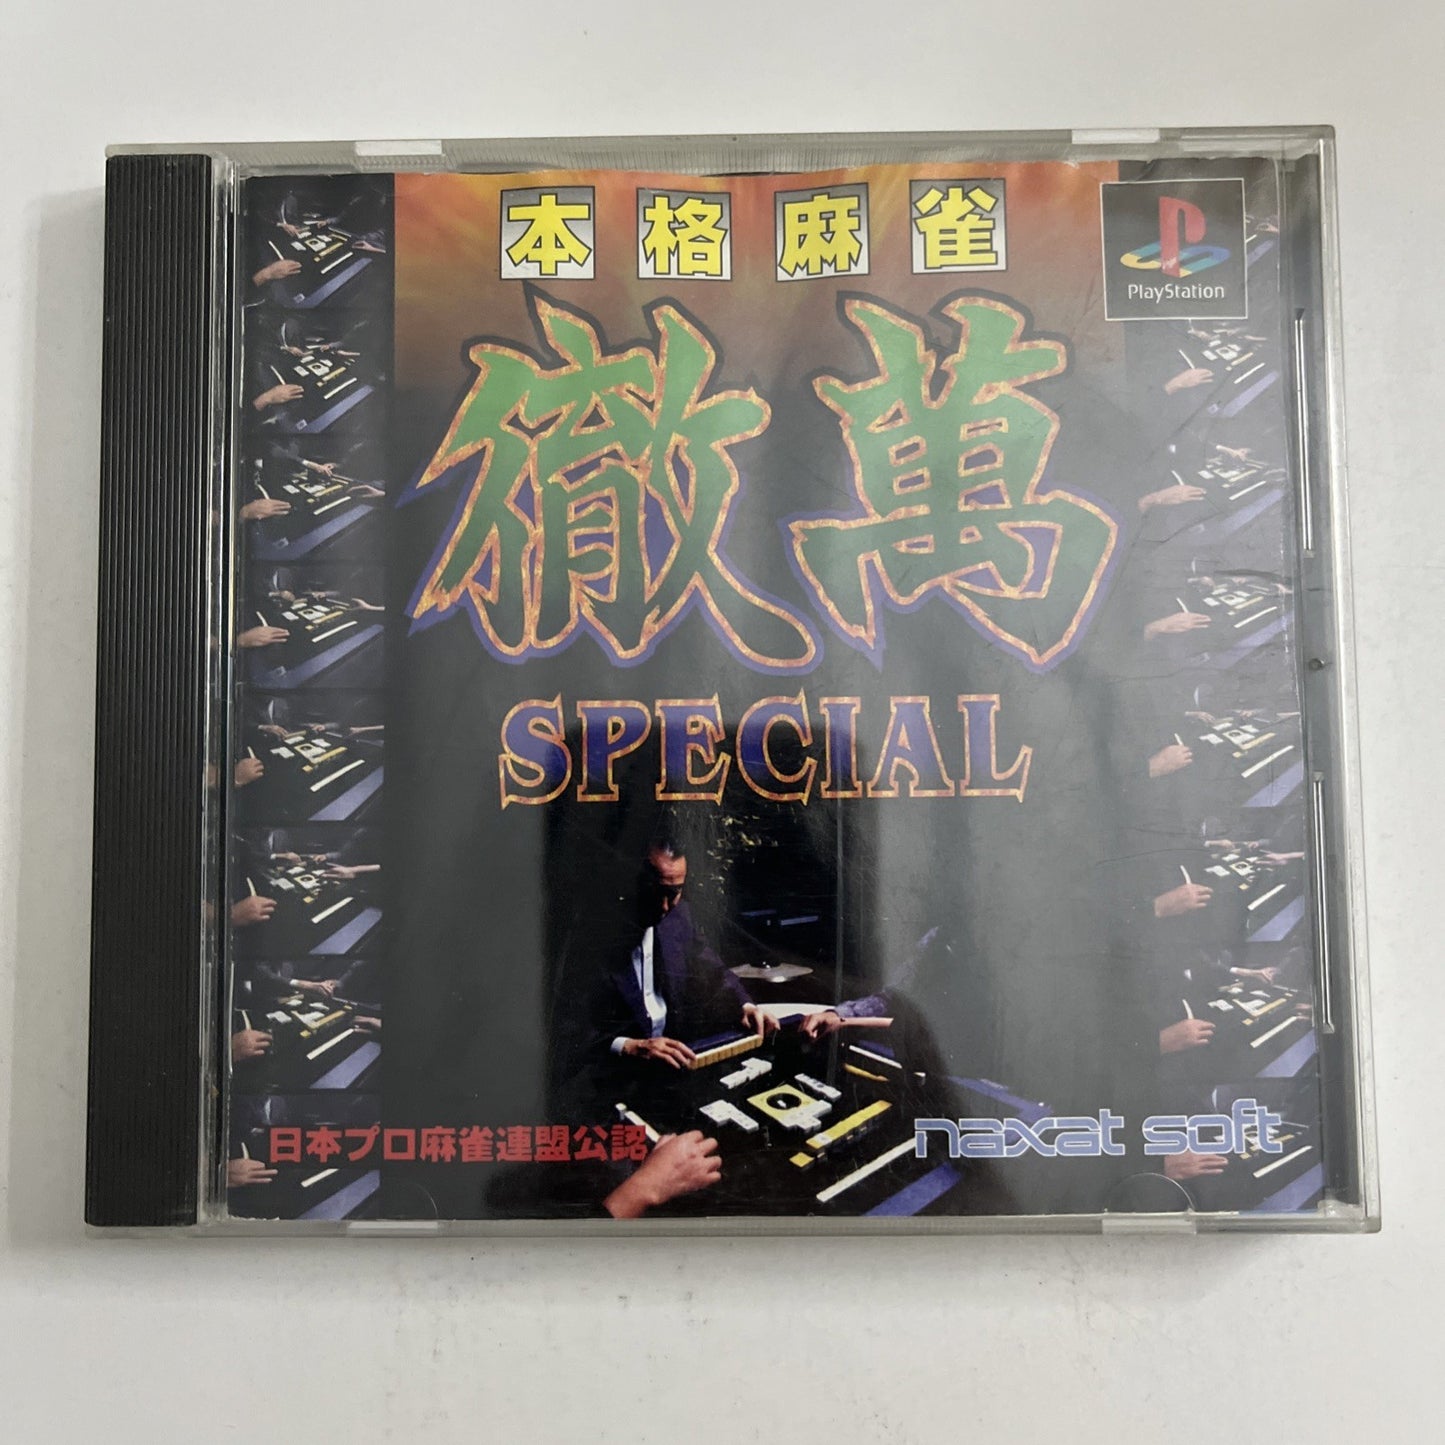 本格麻雀
PlayStation
徹萬
SPECIAL
日本プロ麻雀連盟公認
naxat soft